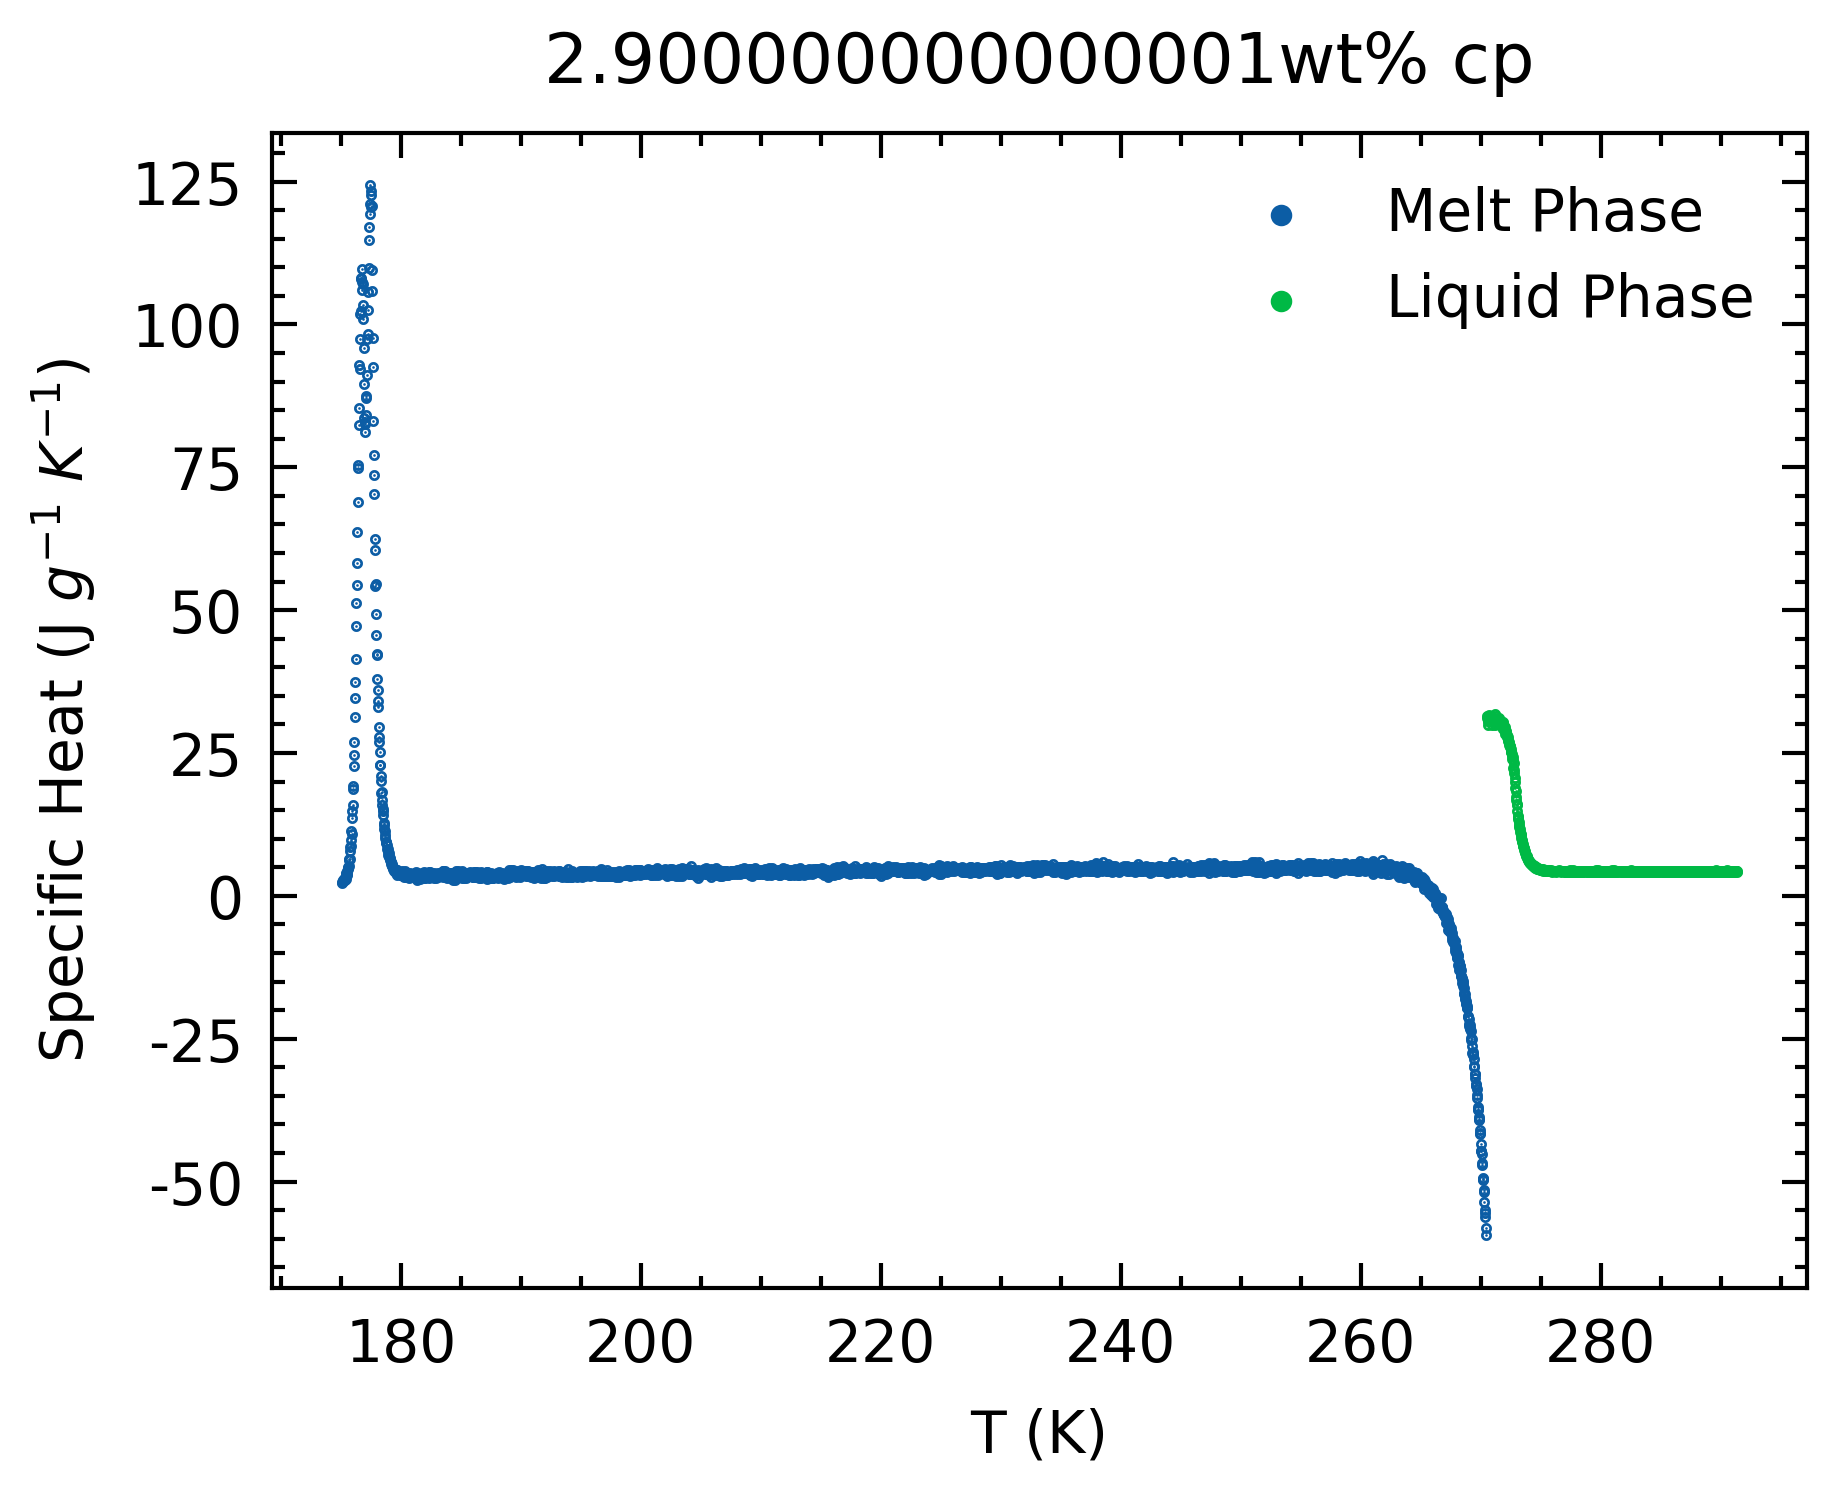 2.9000000000000001wt% cp
Melt Phase
Liquid Phase
Specific Heat (J g⁻¹ K⁻¹)
125
100
75
50
25
0
-25
-50
180 200 220 240 260 280
T (K)